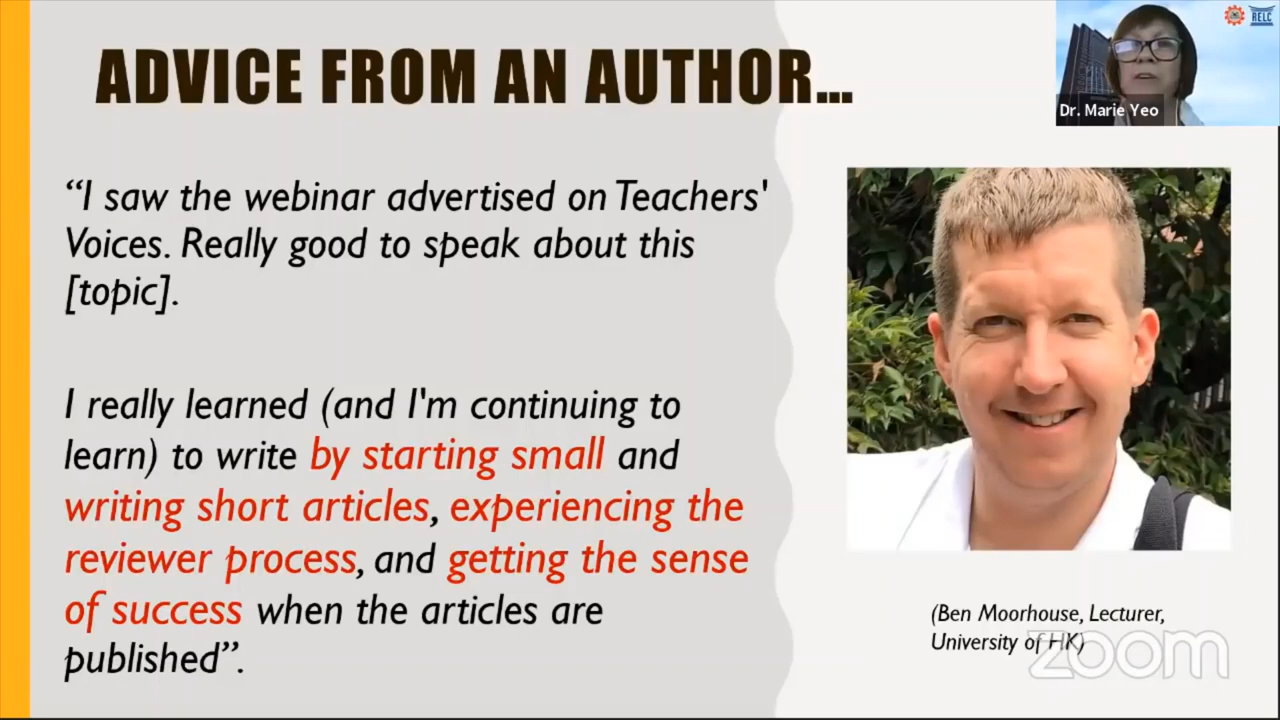 ADVICE FROM AN AUTHOR...
RELC
Dr. Marie Yeo
“I saw the webinar advertised on Teachers'
Voices. Really good to speak about this
[topic].
I really learned (and I'm continuing to
learn) to write by starting small and
writing short articles, experiencing the
reviewer process, and getting the sense
of success when the articles are
published”.
(Ben Moorhouse, Lecturer,
University of HK)
zoom